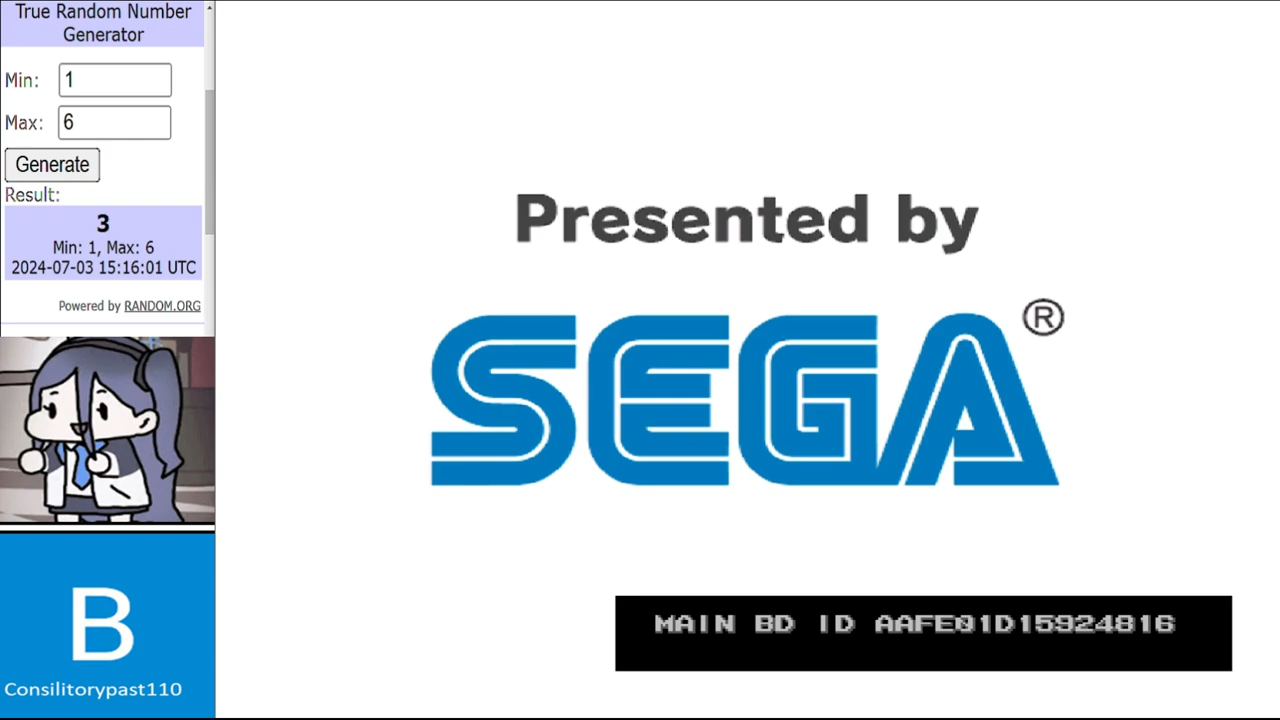 True Random Number
Generator
Min: 1
Max: 6
Generate
Result:
3
Min: 1, Max: 6
2024-07-03 15:16:01 UTC
Powered by RANDOM.ORG
B
Consilitorypast110
Presented by
SEGA®
MAIN BD ID AAFE01D15924816